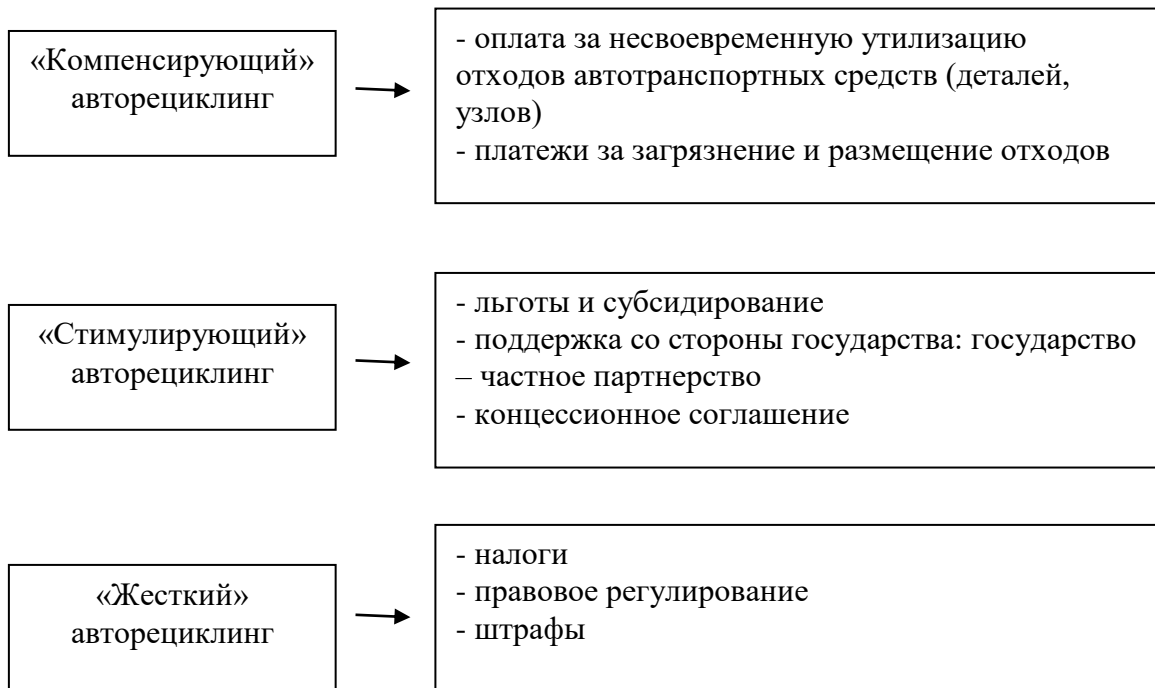 «Компенсирующий»
авторециклинг
- оплата за несвоевременную утилизацию
отходов автотранспортных средств (деталей,
узлов)
- платежи за загрязнение и размещение отходов
«Стимулирующий»
авторециклинг
- льготы и субсидирование
- поддержка со стороны государства: государство
– частное партнерство
- концессионное соглашение
«Жесткий»
авторециклинг
- налоги
- правовое регулирование
- штрафы